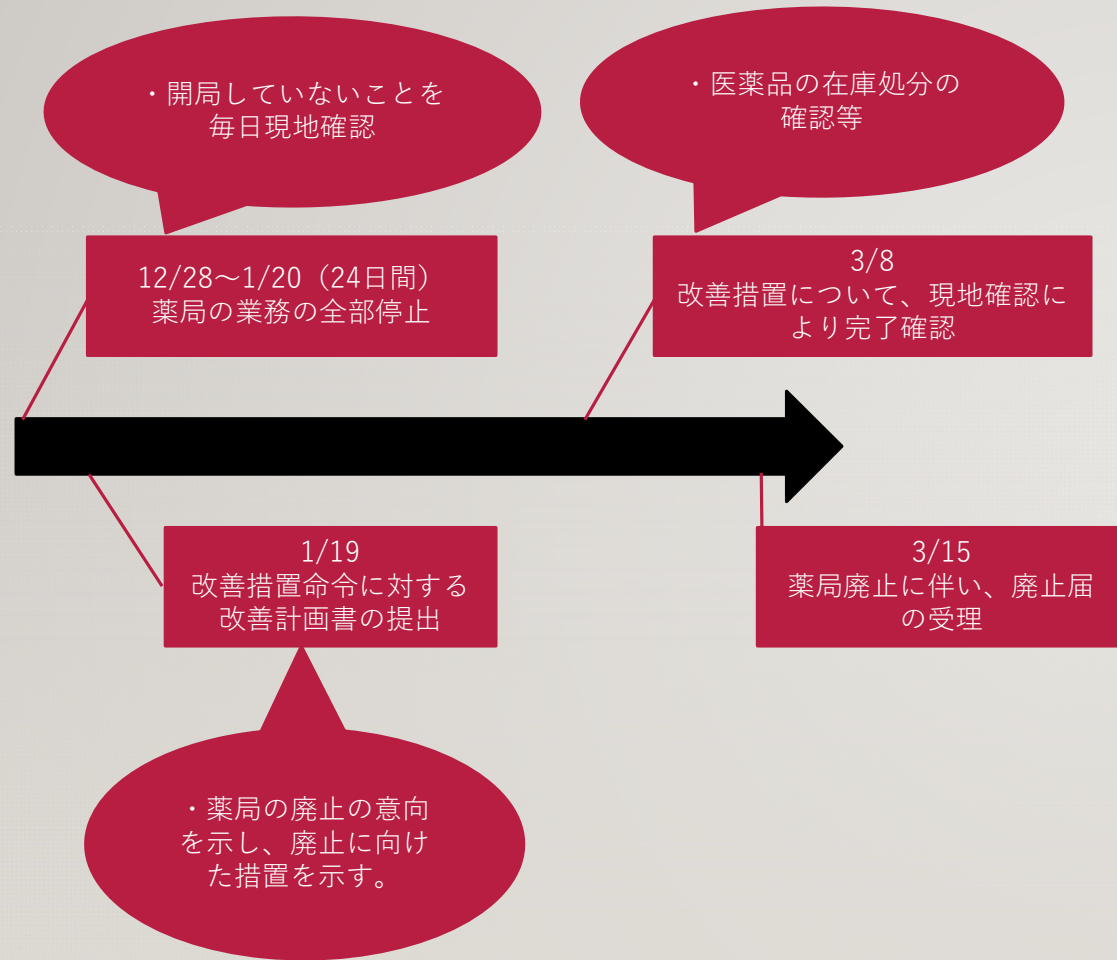 ・開局していないことを
毎日現地確認
・医薬品の在庫処分の
確認等
12/28～1/20（24日間）
薬局の業務の全部停止
3/8
改善措置について、現地確認に
より完了確認
1/19
改善措置命令に対する
改善計画書の提出
3/15
薬局廃止に伴い、廃止届
の受理
・薬局の廃止の意向
を示し、廃止に向け
た措置を示す。